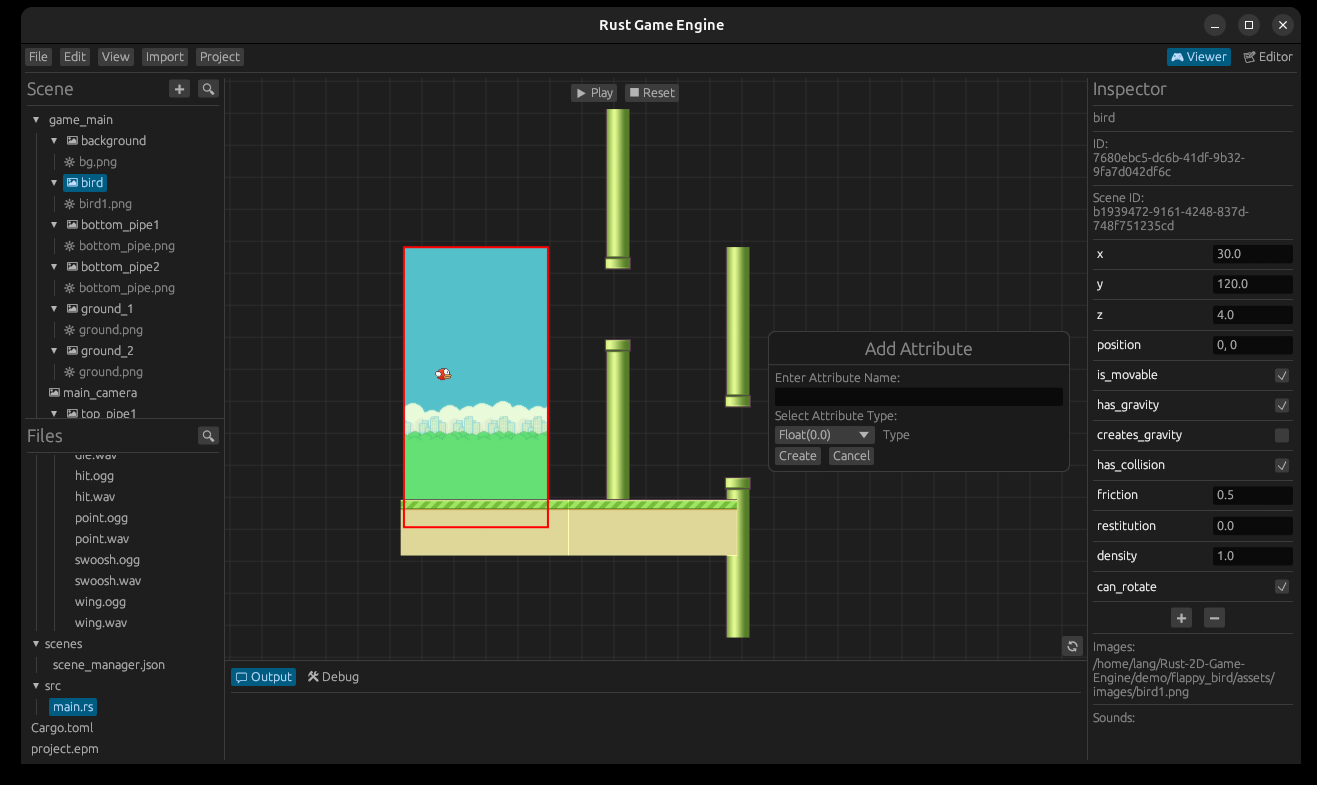 Rust Game Engine
File Edit View Import Project
Viewer Editor
Scene
game_main
background
bg.png
bird
bird1.png
bottom_pipe1
bottom_pipe.png
bottom_pipe2
bottom_pipe.png
ground_1
ground.png
ground_2
ground.png
main_camera
top_pipe1
Files
die.wav
hit.ogg
hit.wav
point.ogg
point.wav
swoosh.ogg
swoosh.wav
wing.ogg
wing.wav
scenes
scene_manager.json
src
main.rs
Cargo.toml
project.epm
Play Reset
Add Attribute
Enter Attribute Name:
Select Attribute Type:
Float(0.0) Type
Create Cancel
Output Debug
Inspector
bird
ID:
7680ebc5-dc6b-41df-9b32-
9fa7d042df6c
Scene ID:
b1939472-9161-4248-837d-
748f751235cd
x 30.0
y 120.0
z 4.0
position 0, 0
is_movable
has_gravity
creates_gravity
has_collision
friction 0.5
restitution 0.0
density 1.0
can_rotate
Images:
/home/lang/Rust-2D-Game-
Engine/demo/flappy_bird/assets/
images/bird1.png
Sounds: